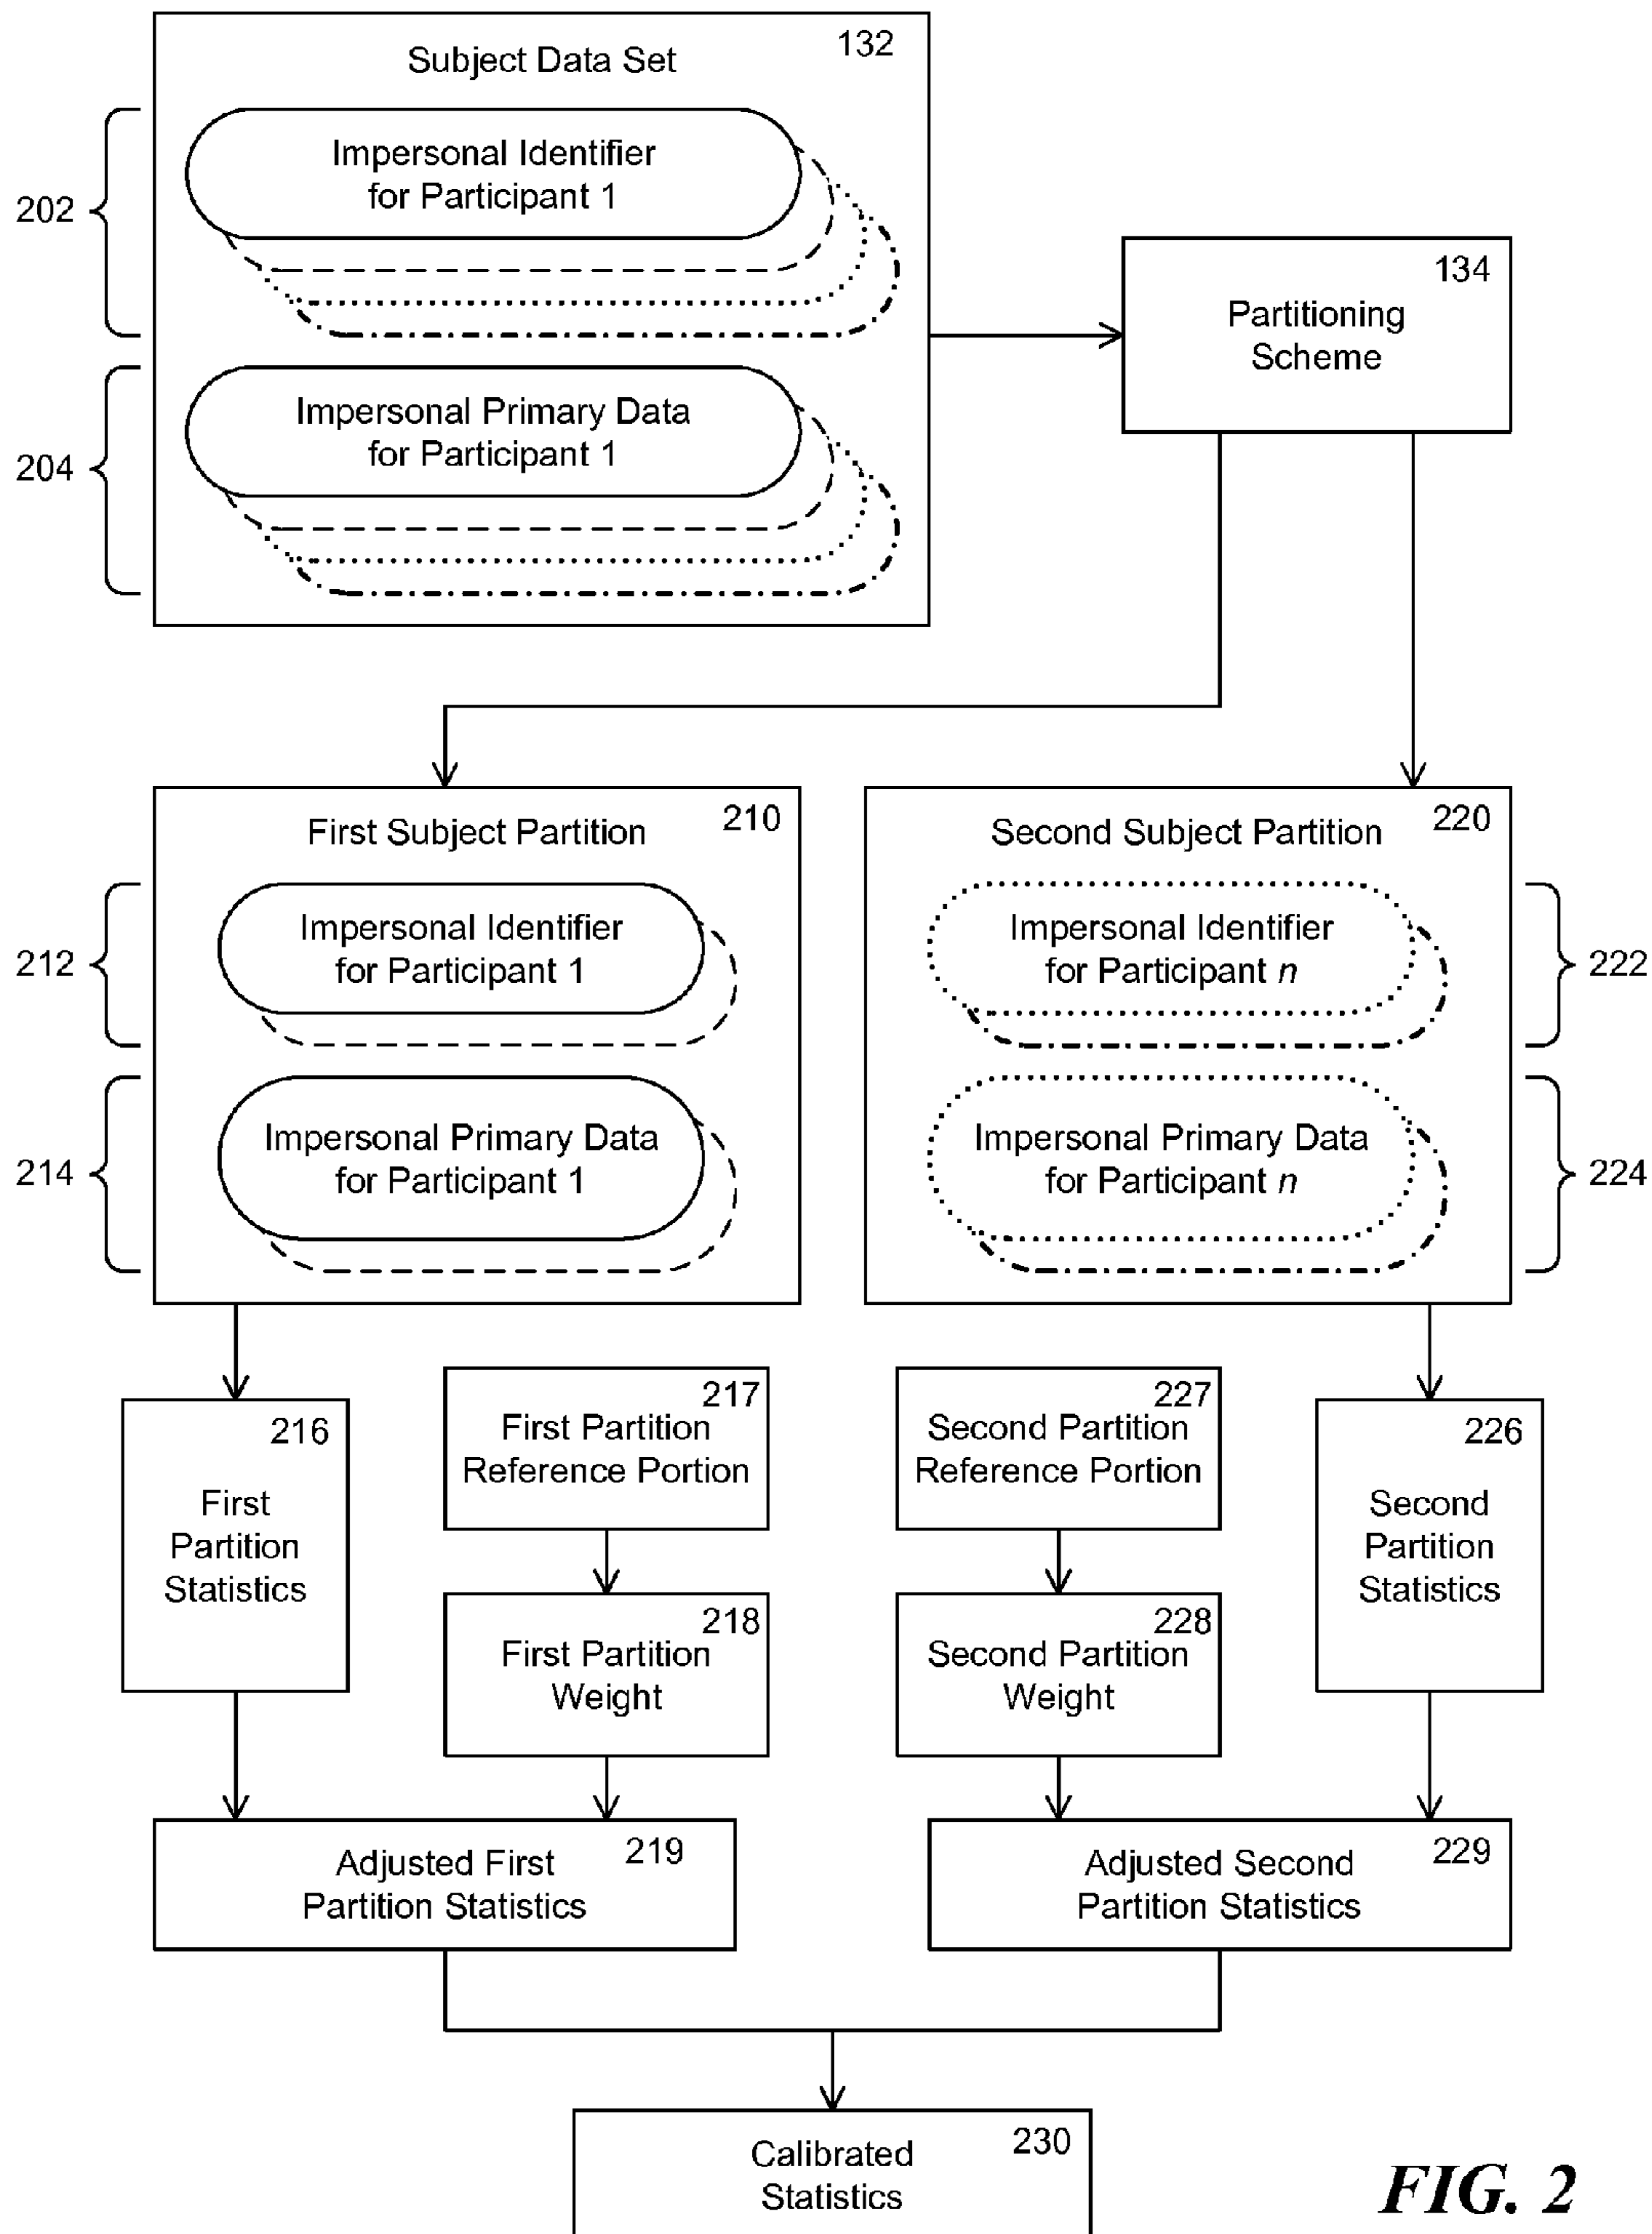 Subject Data Set
132
Impersonal Identifier
for Participant 1
202
Impersonal Primary Data
for Participant 1
204
134
Partitioning
Scheme
First Subject Partition
210
Impersonal Identifier
for Participant 1
212
Impersonal Primary Data
for Participant 1
214
Second Subject Partition
220
Impersonal Identifier
for Participant n
222
Impersonal Primary Data
for Participant n
224
216
First
Partition
Statistics
217
First Partition
Reference Portion
227
Second Partition
Reference Portion
226
Second
Partition
Statistics
218
First Partition
Weight
228
Second Partition
Weight
Adjusted First
Partition Statistics
219
Adjusted Second
Partition Statistics
229
Calibrated
Statistics
230
FIG. 2